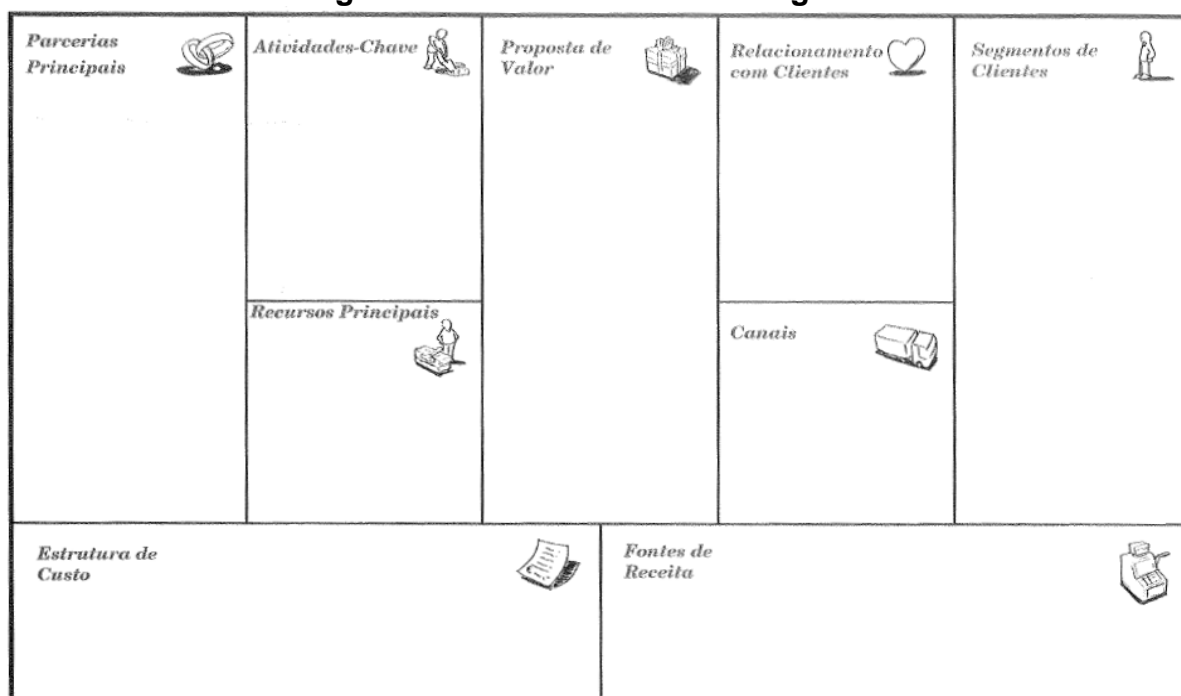 Parcerias
Principais
Atividades-Chave
Proposta de
Valor
Relacionamento
com Clientes
Segmentos de
Clientes
Recursos Principais
Canais
Estrutura de
Custo
Fontes de
Receita